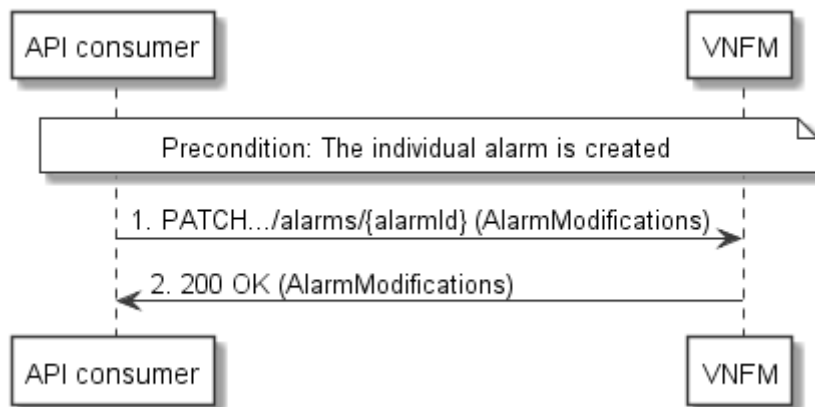 API consumer
VNFM
Precondition: The individual alarm is created
1. PATCH.../alarms/{alarmId} (AlarmModifications)
2. 200 OK (AlarmModifications)
API consumer
VNFM